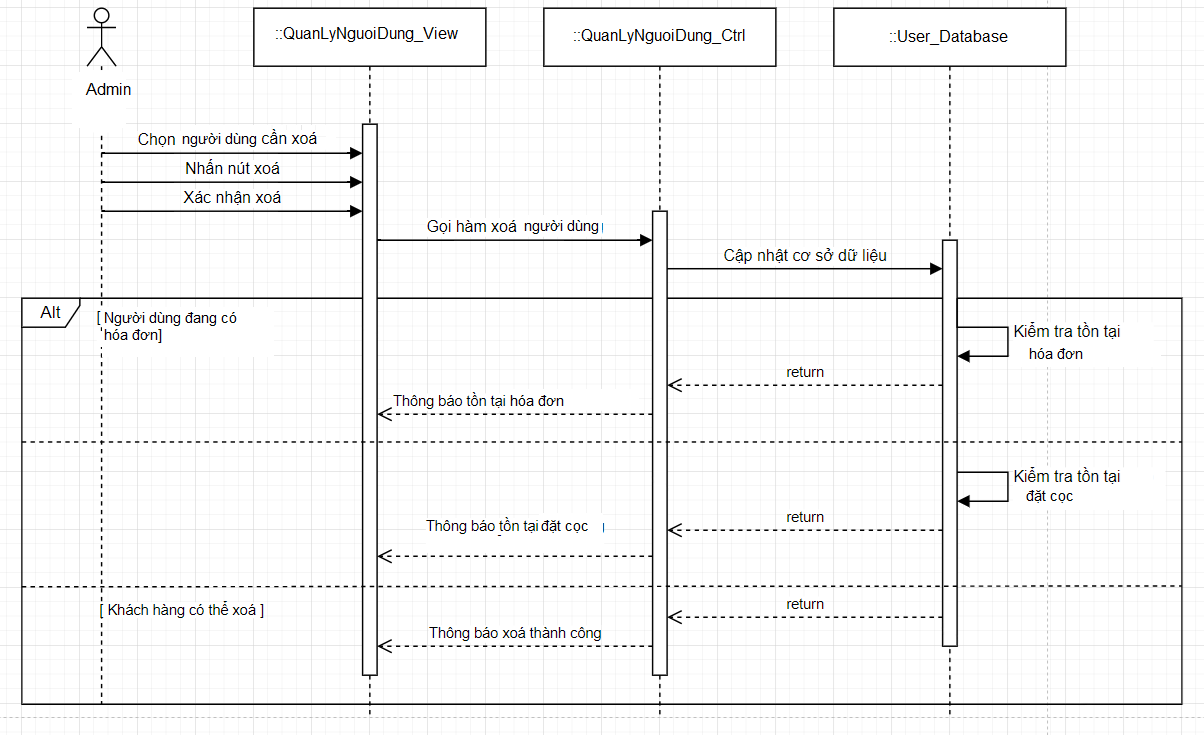 ::QuanLyNguoiDung_View
::QuanLyNguoiDung_Ctrl
::User_Database
Admin
Chọn người dùng cần xoá
Nhấn nút xoá
Xác nhận xoá
Gọi hàm xoá người dùng
Cập nhật cơ sở dữ liệu
Alt
[ Người dùng đang có
hóa đơn]
Kiểm tra tồn tại
hóa đơn
return
Thông báo tồn tại hóa đơn
Kiểm tra tồn tại
đặt cọc
return
Thông báo tồn tại đặt cọc
return
[ Khách hàng có thể xoá ]
Thông báo xoá thành công